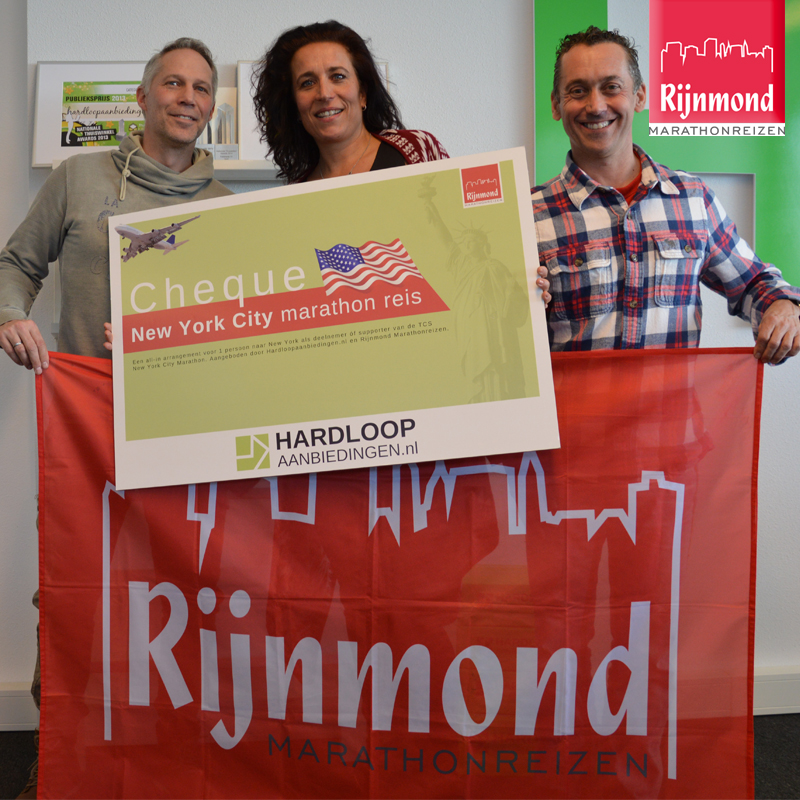 Rijnmond
MARATHONREIZEN
PUBLIEKSPRIJS 2013
hardloopaanbiedingen
NATIONALE
THUISWINKEL
AWARDS 2013
Rijnmond
Cheque
New York City marathon reis
Een all-in arrangement voor 1 persoon naar New York als deelnemer óf supporter van de TCS
New York City Marathon. Aangeboden door Hardloopaanbiedingen.nl en Rijnmond Marathonreizen.
HARDLOOP
AANBIEDINGEN.nl
Rijnmond
MARATHONREIZEN